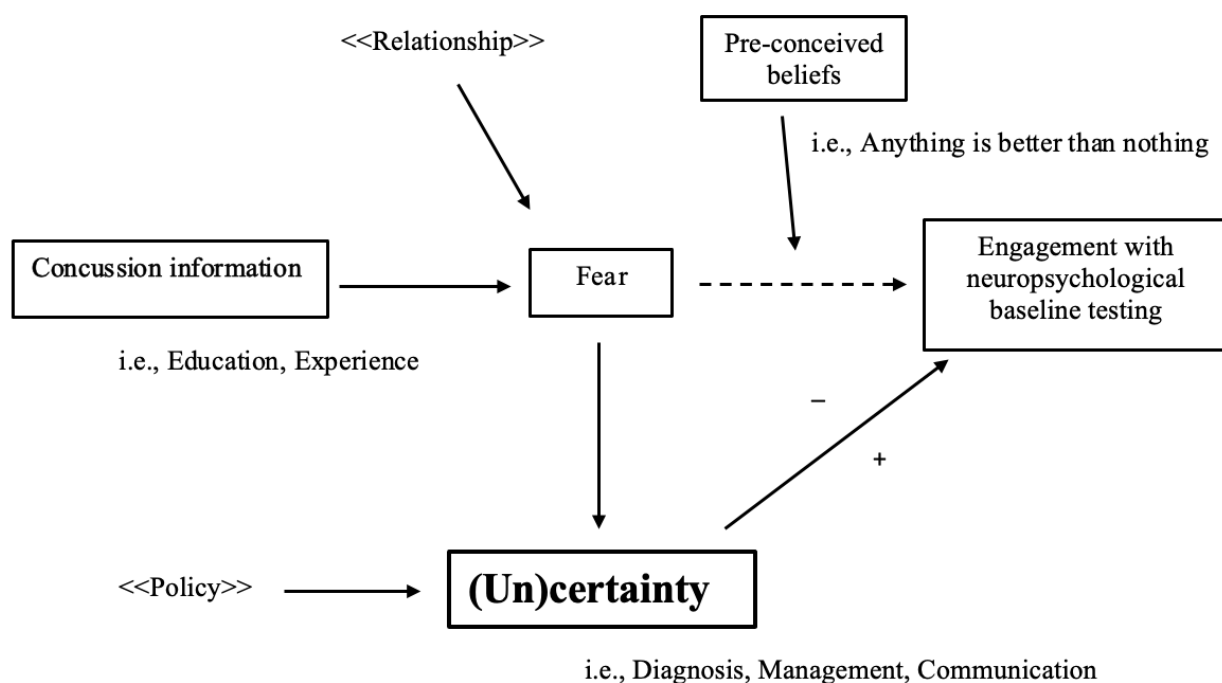 <<Relationship>>
Pre-conceived
beliefs
i.e., Anything is better than nothing
Concussion information
Fear
Engagement with
neuropsychological
baseline testing
i.e., Education, Experience
–
+
<<Policy>>
(Un)certainty
i.e., Diagnosis, Management, Communication